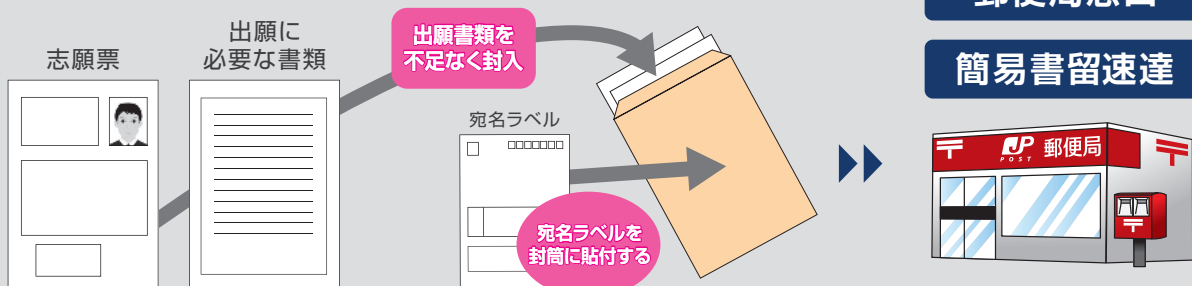 志願票
出願に
必要な書類
出願書類を
不足なく封入
宛名ラベル
宛名ラベルを
封筒に貼付する
郵便局窓口
簡易書留速達
〒
JP
POST
郵便局
〒
〒